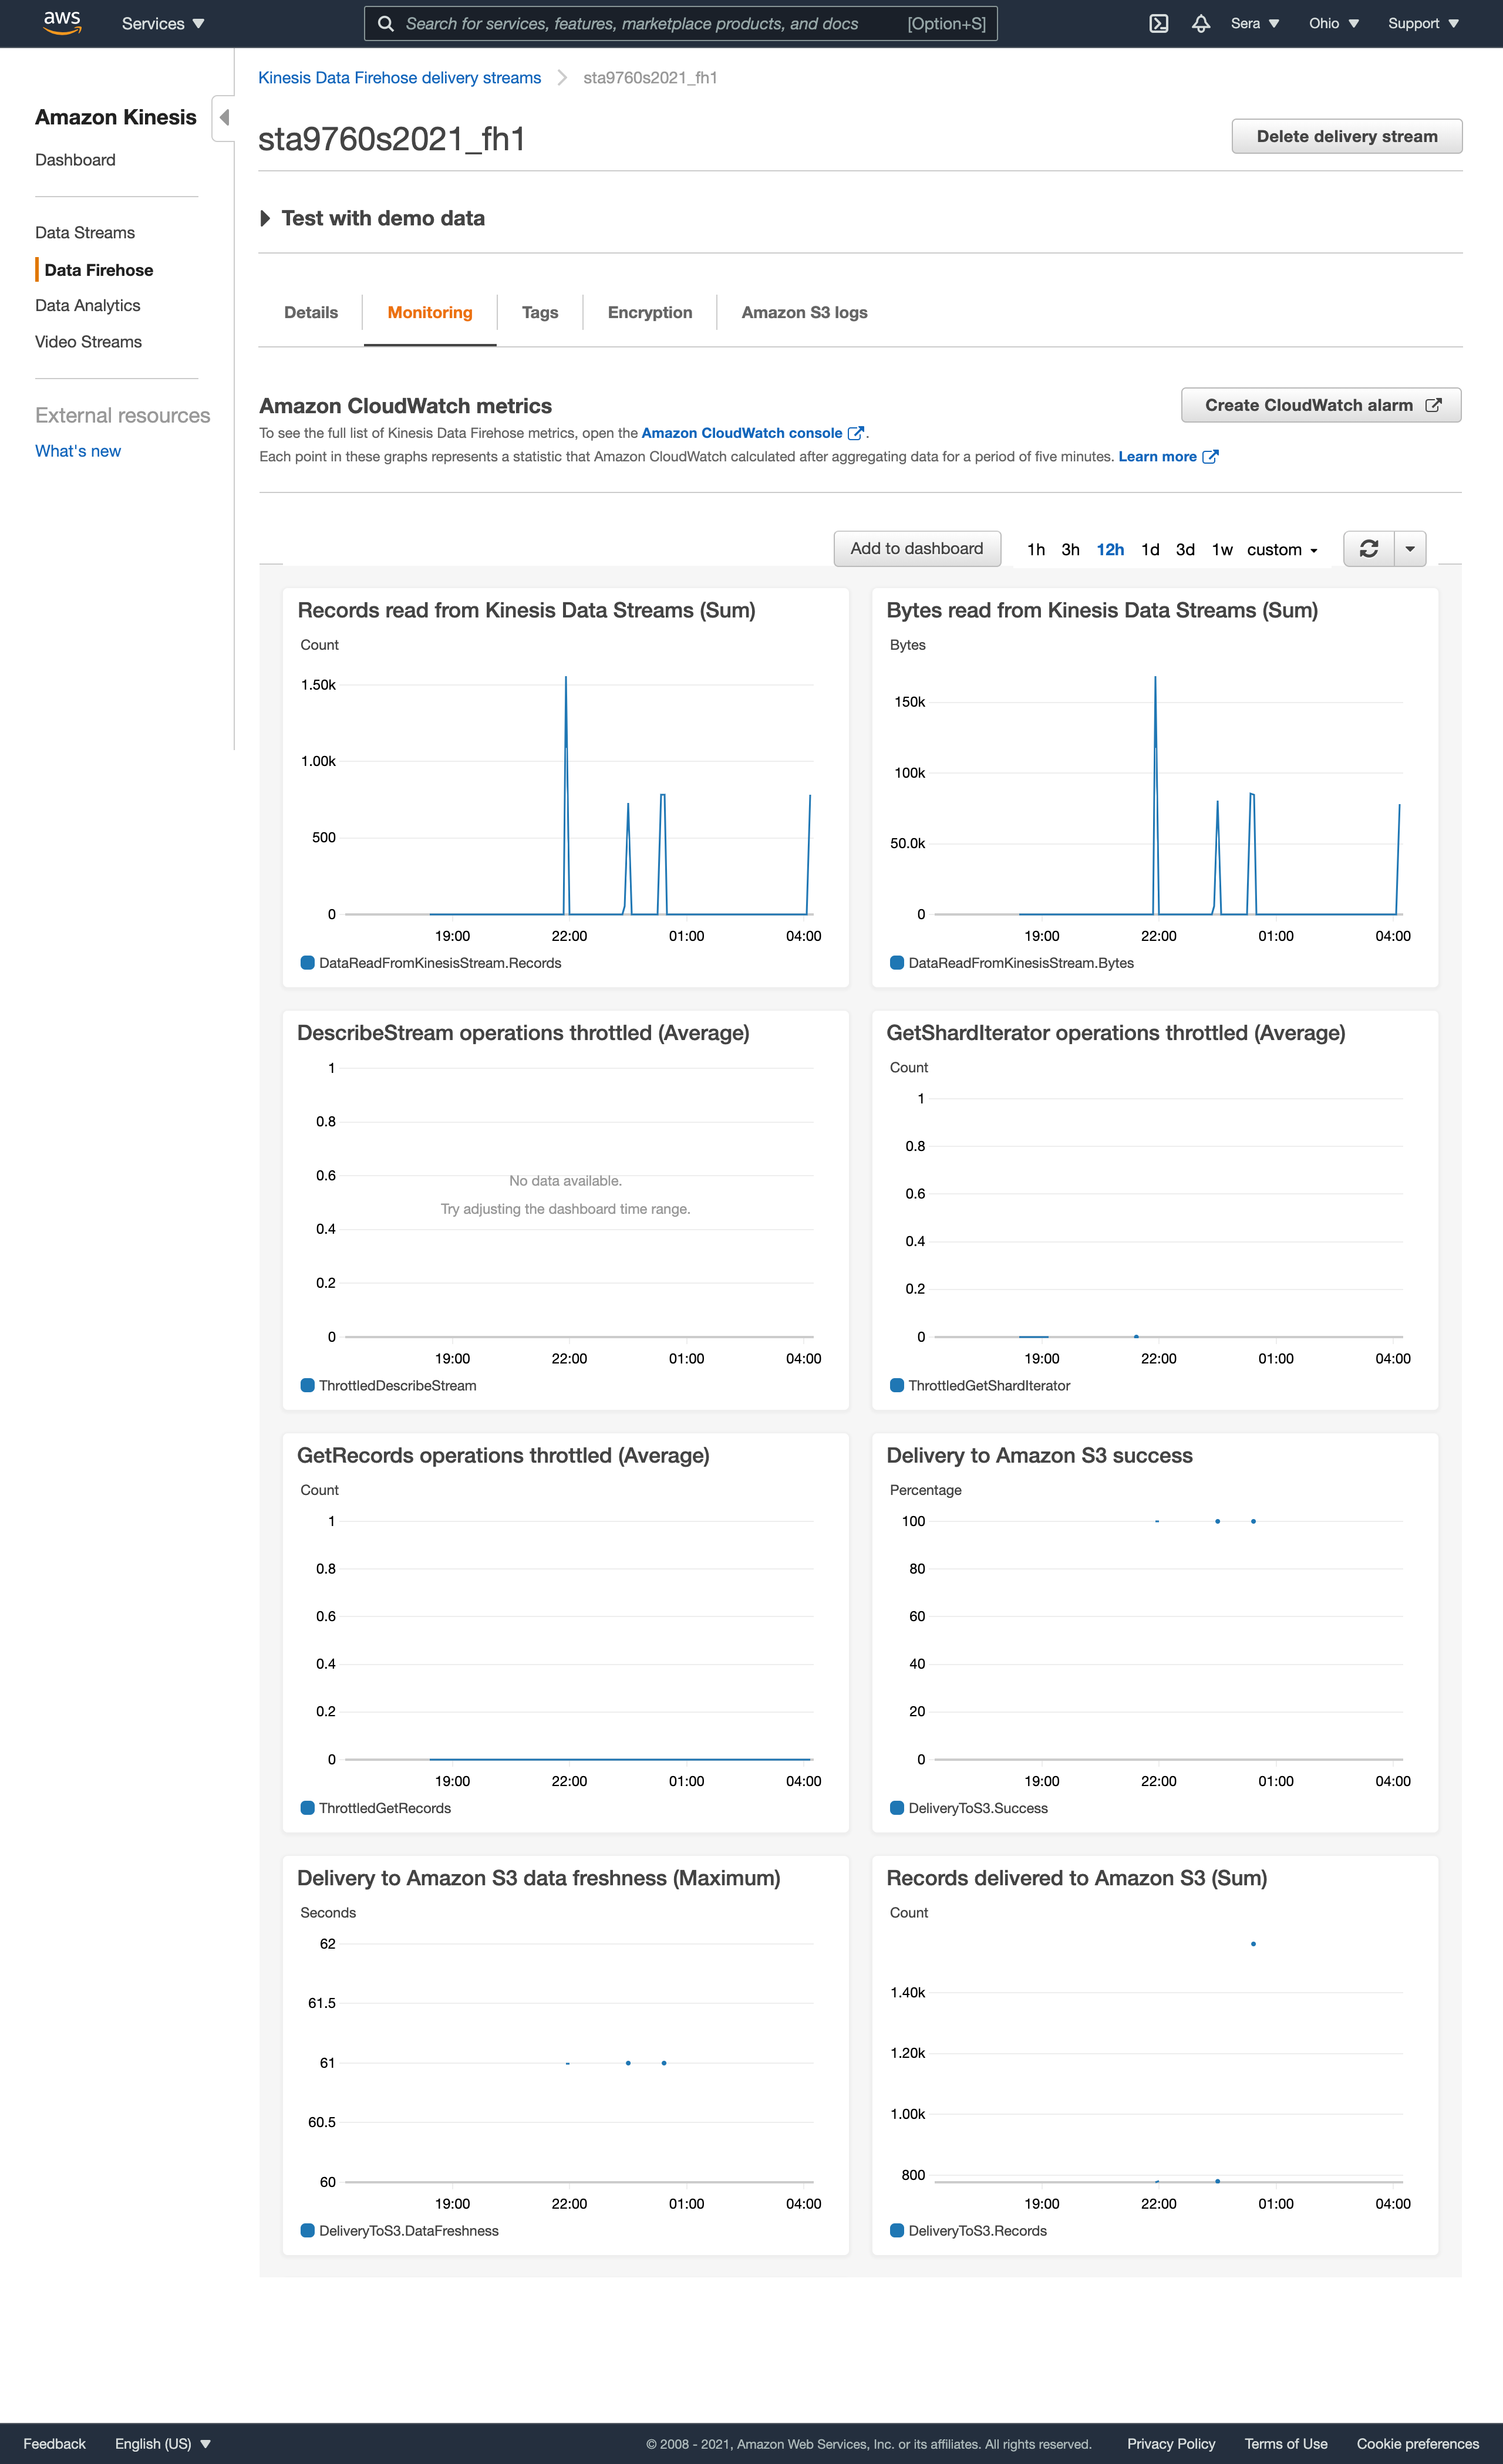 aws Services Search for services, features, marketplace products, and docs [Option+S] Sera Ohio Support
Amazon Kinesis
Dashboard
Data Streams
Data Firehose
Data Analytics
Video Streams
External resources
What's new
Kinesis Data Firehose delivery streams sta9760s2021_fh1
sta9760s2021_fh1
Delete delivery stream
Test with demo data
Details Monitoring Tags Encryption Amazon S3 logs
Amazon CloudWatch metrics
Create CloudWatch alarm
To see the full list of Kinesis Data Firehose metrics, open the Amazon CloudWatch console .
Each point in these graphs represents a statistic that Amazon CloudWatch calculated after aggregating data for a period of five minutes. Learn more
Add to dashboard 1h 3h 12h 1d 3d 1w custom
Records read from Kinesis Data Streams (Sum)
Count
1.50k
1.00k
500
0
19:00 22:00 01:00 04:00
DataReadFromKinesisStream.Records
Bytes read from Kinesis Data Streams (Sum)
Bytes
150k
100k
50.0k
0
19:00 22:00 01:00 04:00
DataReadFromKinesisStream.Bytes
DescribeStream operations throttled (Average)
1
0.8
0.6
No data available.
Try adjusting the dashboard time range.
0.4
0.2
0
19:00 22:00 01:00 04:00
ThrottledDescribeStream
GetShardIterator operations throttled (Average)
Count
1
0.8
0.6
0.4
0.2
0
19:00 22:00 01:00 04:00
ThrottledGetShardIterator
GetRecords operations throttled (Average)
Count
1
0.8
0.6
0.4
0.2
0
19:00 22:00 01:00 04:00
ThrottledGetRecords
Delivery to Amazon S3 success
Percentage
100
80
60
40
20
0
19:00 22:00 01:00 04:00
DeliveryToS3.Success
Delivery to Amazon S3 data freshness (Maximum)
Seconds
62
61.5
61
60.5
60
19:00 22:00 01:00 04:00
DeliveryToS3.DataFreshness
Records delivered to Amazon S3 (Sum)
Count
1.40k
1.20k
1.00k
800
19:00 22:00 01:00 04:00
DeliveryToS3.Records
Feedback English (US) © 2008 - 2021, Amazon Web Services, Inc. or its affiliates. All rights reserved. Privacy Policy Terms of Use Cookie preferences